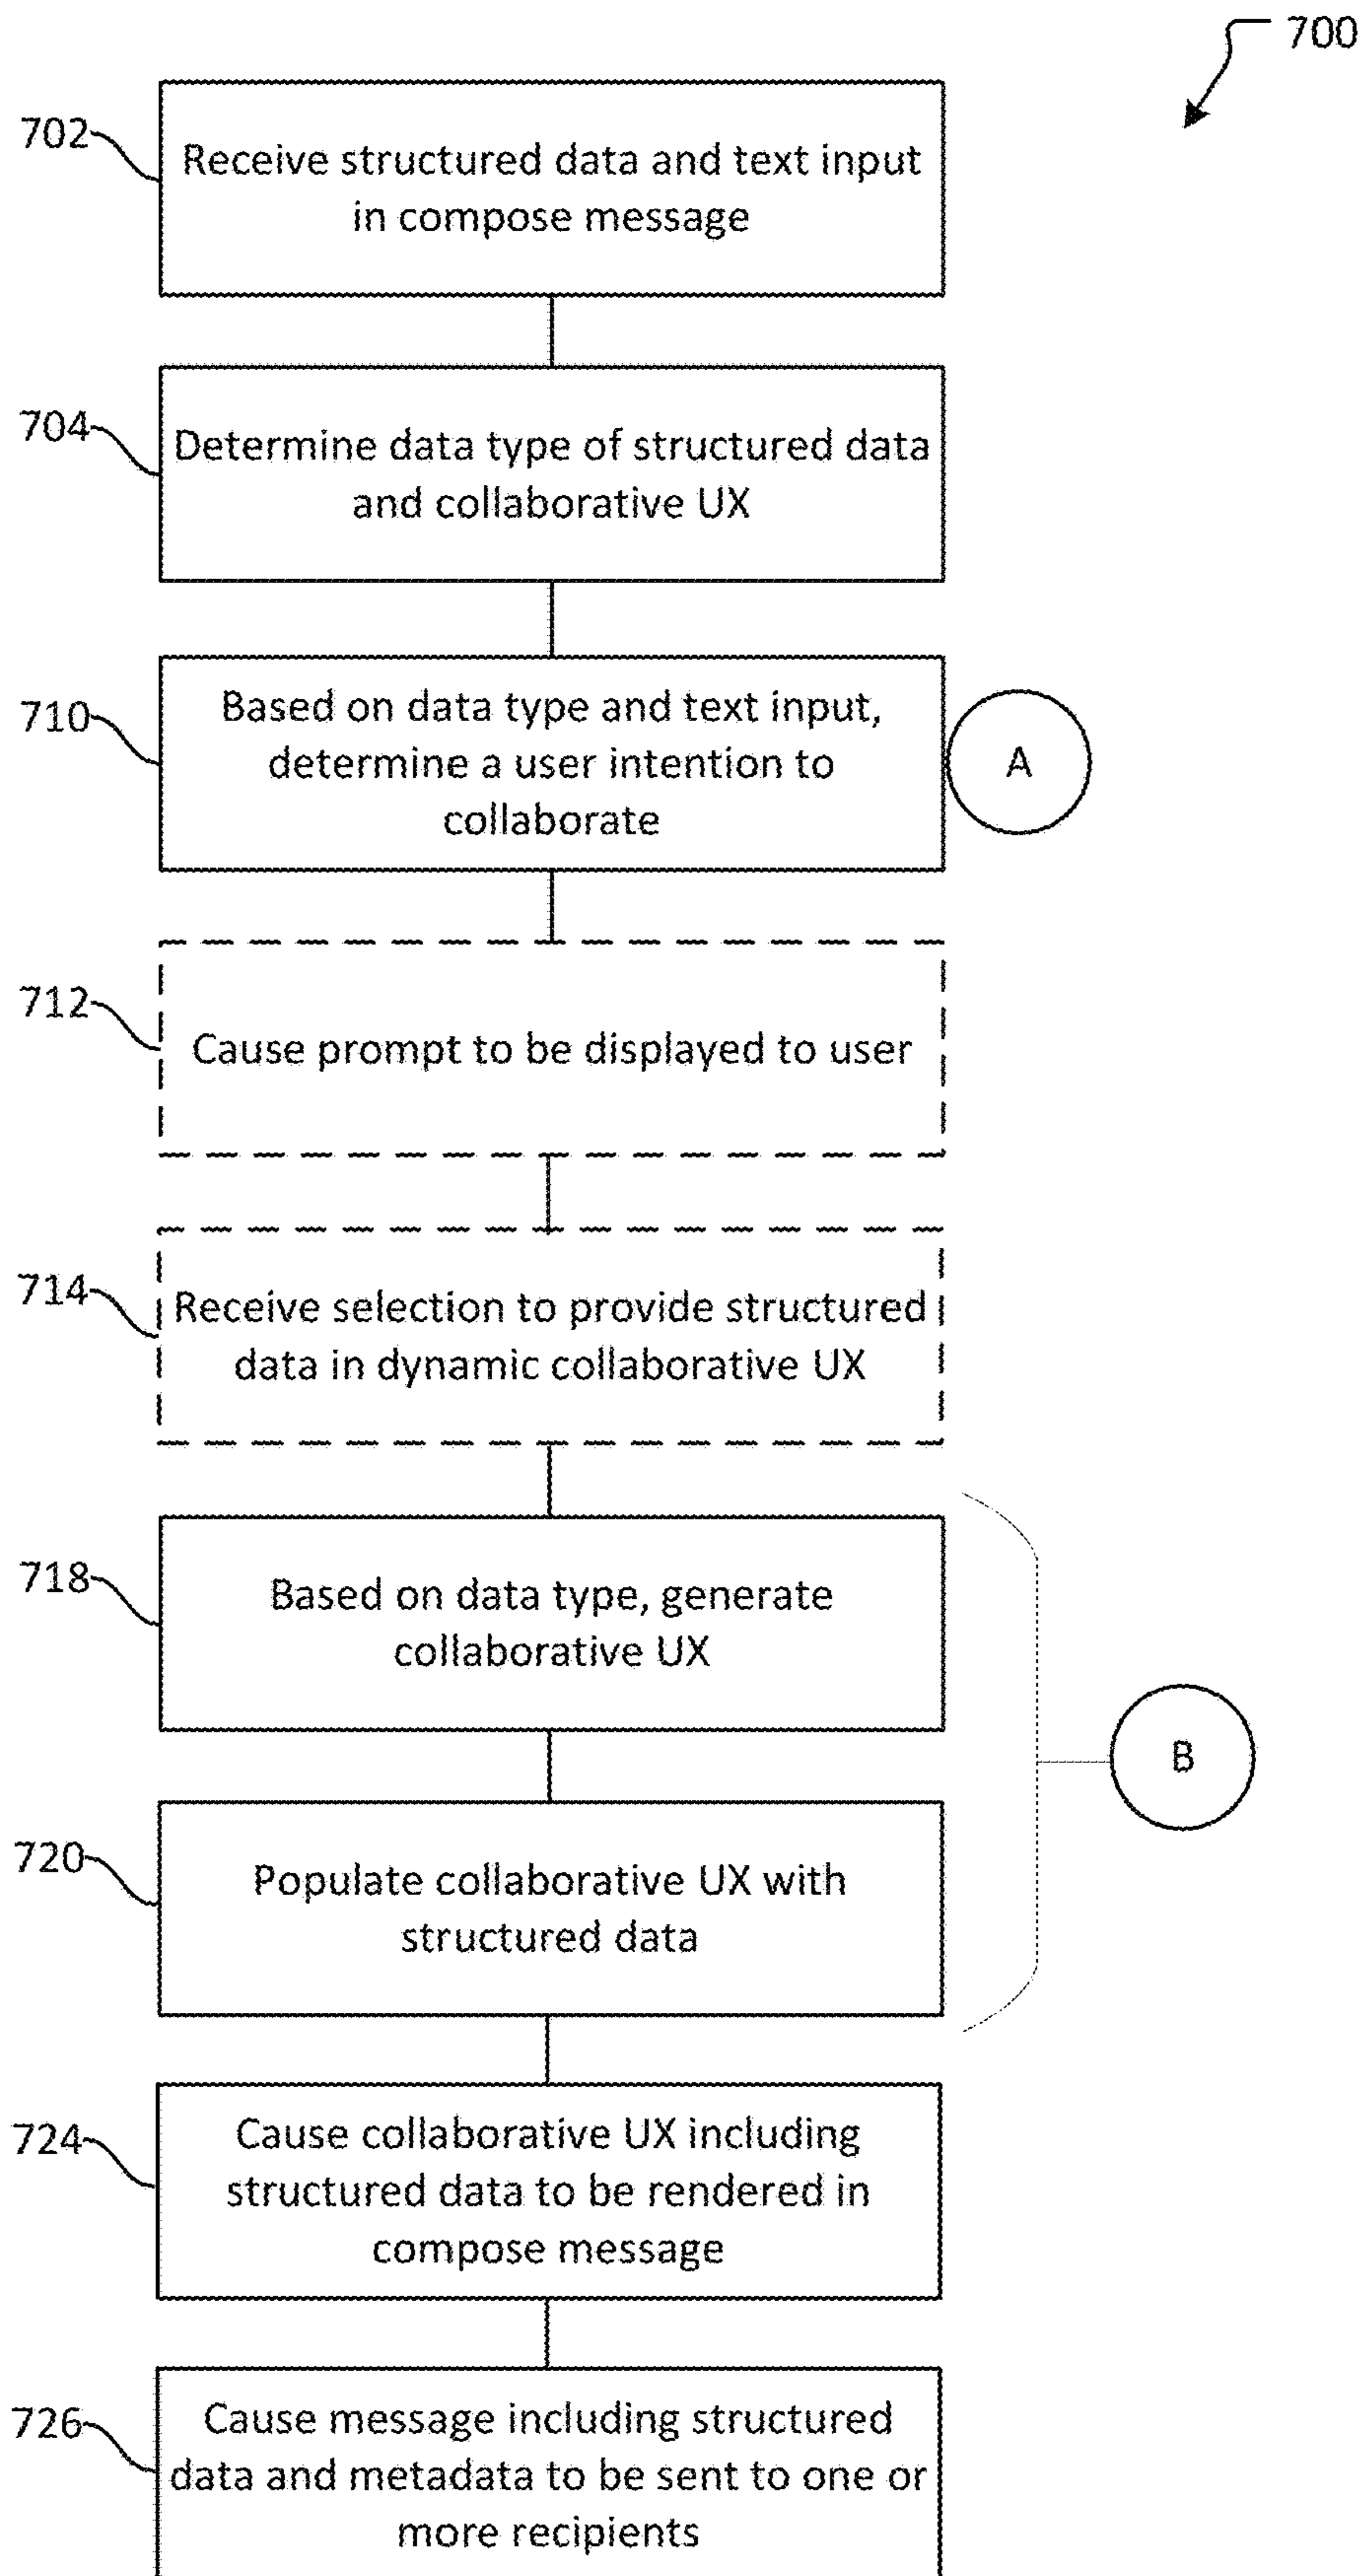 700
702
Receive structured data and text input
in compose message
704
Determine data type of structured data
and collaborative UX
710
Based on data type and text input,
determine a user intention to
collaborate
A
712
Cause prompt to be displayed to user
714
Receive selection to provide structured
data in dynamic collaborative UX
718
Based on data type, generate
collaborative UX
B
720
Populate collaborative UX with
structured data
724
Cause collaborative UX including
structured data to be rendered in
compose message
726
Cause message including structured
data and metadata to be sent to one or
more recipients